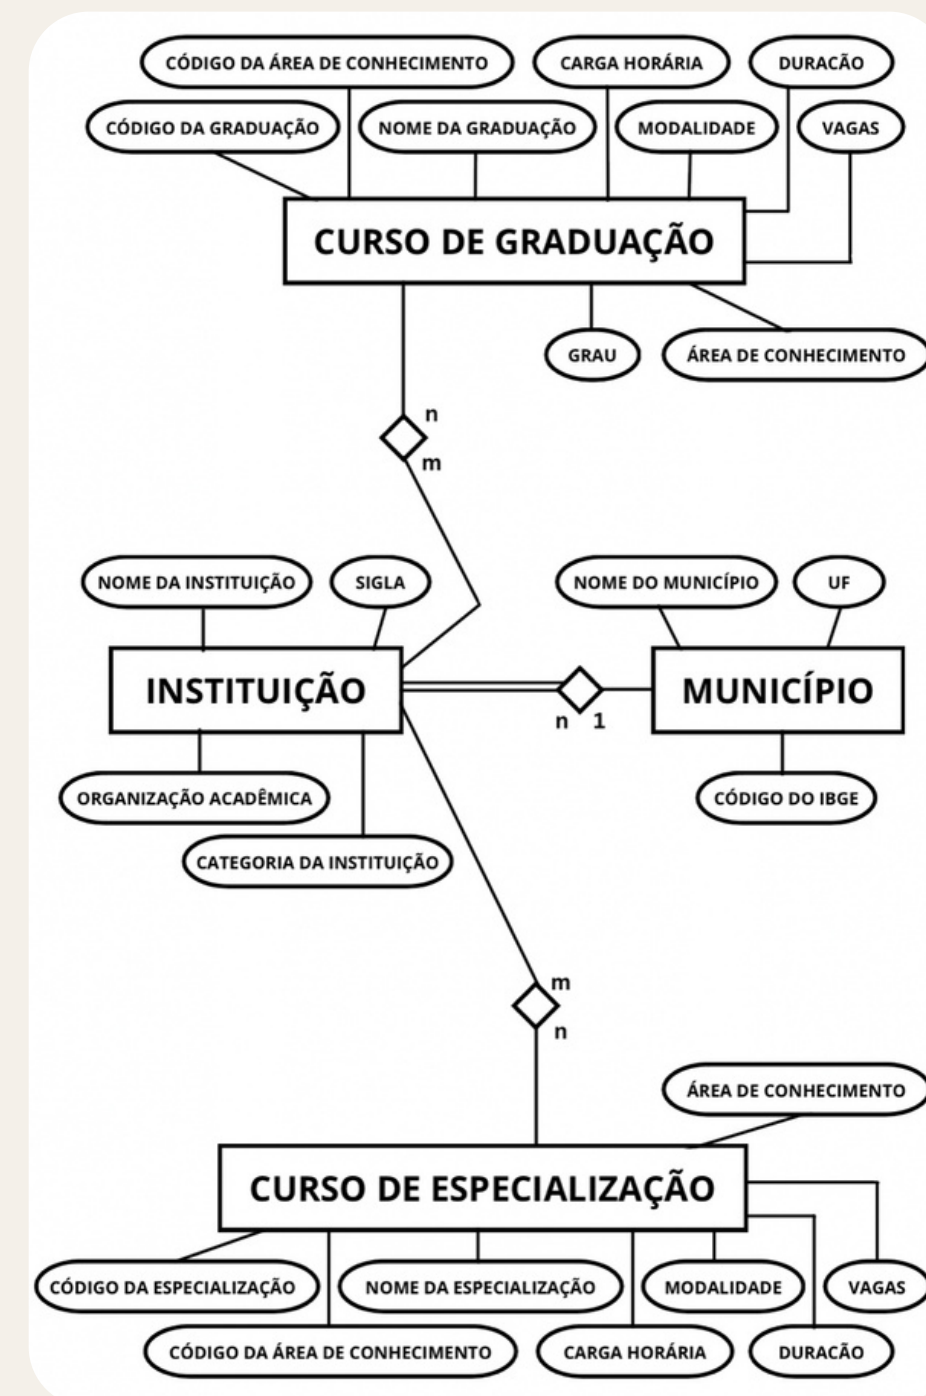 CÓDIGO DA ÁREA DE CONHECIMENTO
CARGA HORÁRIA
DURACÃO
CÓDIGO DA GRADUAÇÃO
NOME DA GRADUAÇÃO
MODALIDADE
VAGAS
CURSO DE GRADUAÇÃO
GRAU
ÁREA DE CONHECIMENTO
n
m
NOME DA INSTITUIÇÃO
SIGLA
NOME DO MUNICÍPIO
UF
INSTITUIÇÃO
MUNICÍPIO
n
1
ORGANIZAÇÃO ACADÊMICA
CÓDIGO DO IBGE
CATEGORIA DA INSTITUIÇÃO
m
n
ÁREA DE CONHECIMENTO
CURSO DE ESPECIALIZAÇÃO
CÓDIGO DA ESPECIALIZAÇÃO
NOME DA ESPECIALIZAÇÃO
MODALIDADE
VAGAS
CÓDIGO DA ÁREA DE CONHECIMENTO
CARGA HORÁRIA
DURACÃO